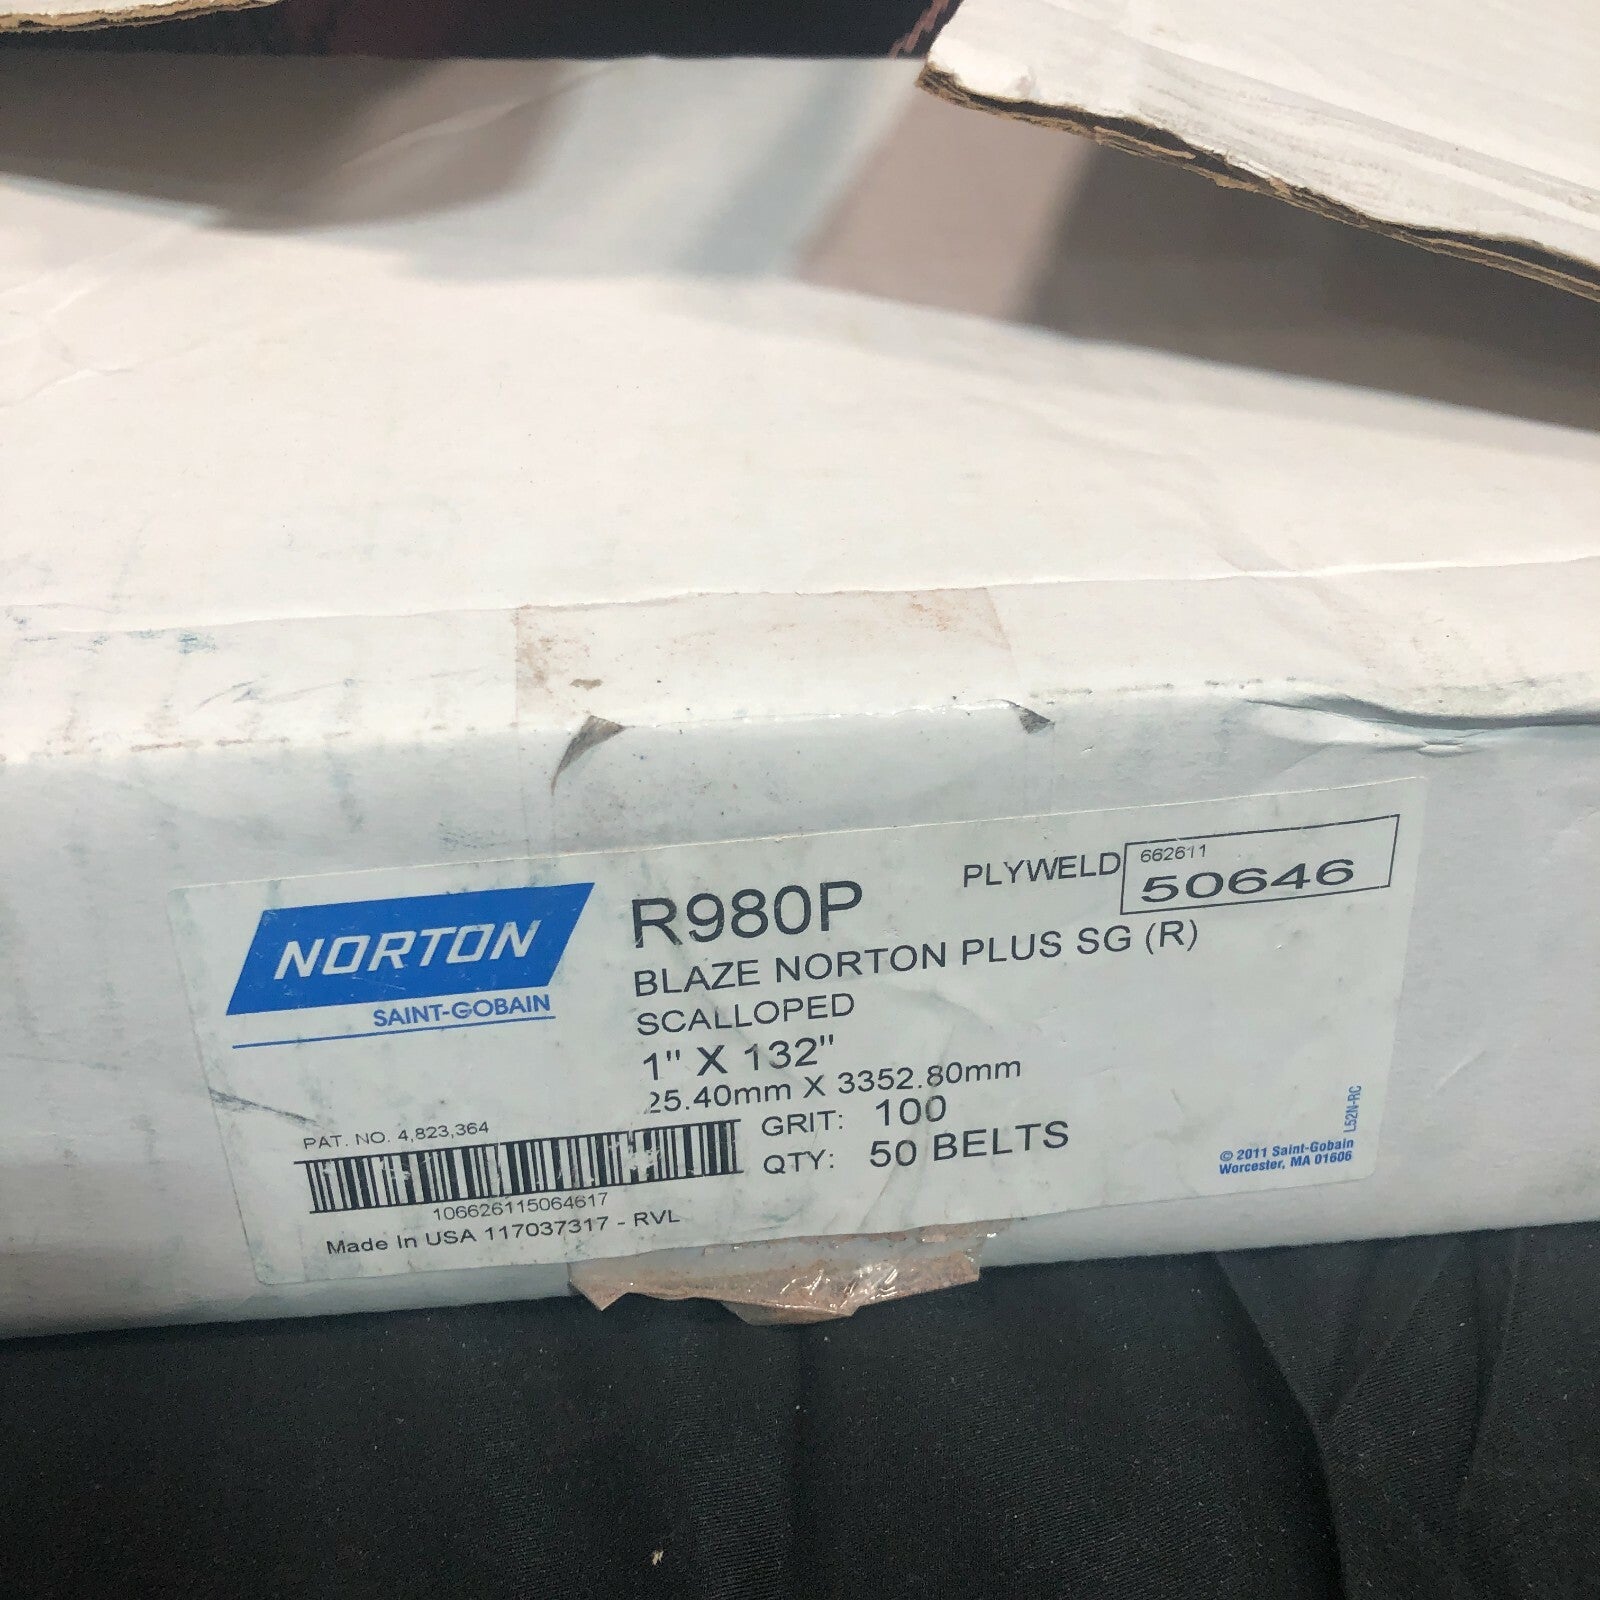 NORTON
SAINT-GOBAIN
R980P
PLYWELD
662611
50646
BLAZE NORTON PLUS SG (R)
SCALLOPED
1" X 132"
25.40mm X 3352.80mm
GRIT: 100
QTY: 50 BELTS
PAT. NO. 4,823,364
106626115064617
Made In USA 117037317 - RVL
© 2011 Saint-Gobain
Worcester, MA 01606
L52N-RC